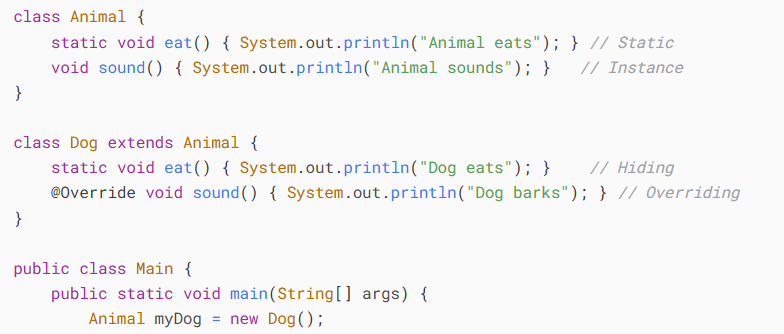 class Animal {
    static void eat() { System.out.println("Animal eats"); } // Static
    void sound() { System.out.println("Animal sounds"); }   // Instance
}

class Dog extends Animal {
    static void eat() { System.out.println("Dog eats"); }    // Hiding
    @Override void sound() { System.out.println("Dog barks"); } // Overriding
}

public class Main {
    public static void main(String[] args) {
        Animal myDog = new Dog();